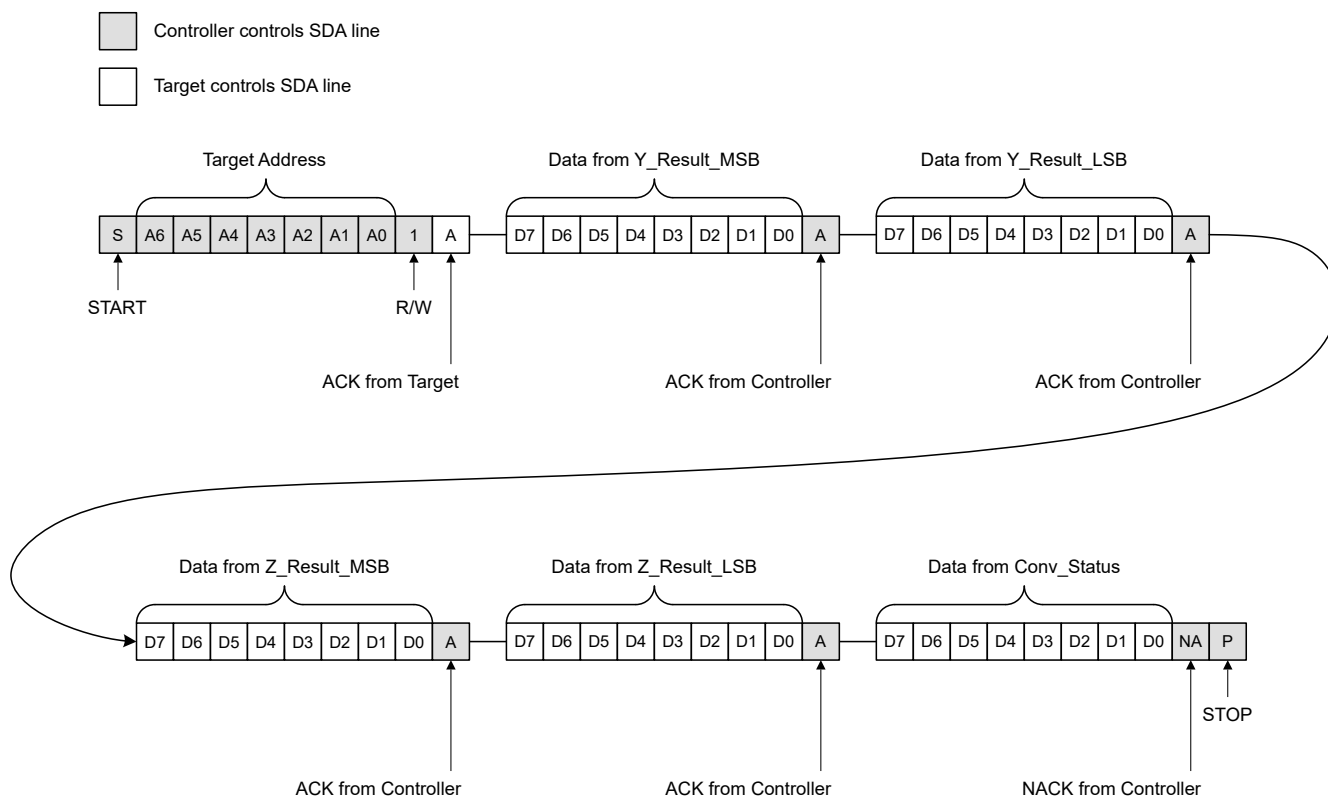 Controller controls SDA line
Target controls SDA line
Target Address
Data from Y_Result_MSB
Data from Y_Result_LSB
S A6 A5 A4 A3 A2 A1 A0 1 A D7 D6 D5 D4 D3 D2 D1 D0 A D7 D6 D5 D4 D3 D2 D1 D0 A
START
R/W
ACK from Target
ACK from Controller
ACK from Controller
Data from Z_Result_MSB
Data from Z_Result_LSB
Data from Conv_Status
D7 D6 D5 D4 D3 D2 D1 D0 A D7 D6 D5 D4 D3 D2 D1 D0 A D7 D6 D5 D4 D3 D2 D1 D0 NA P
STOP
ACK from Controller
ACK from Controller
NACK from Controller